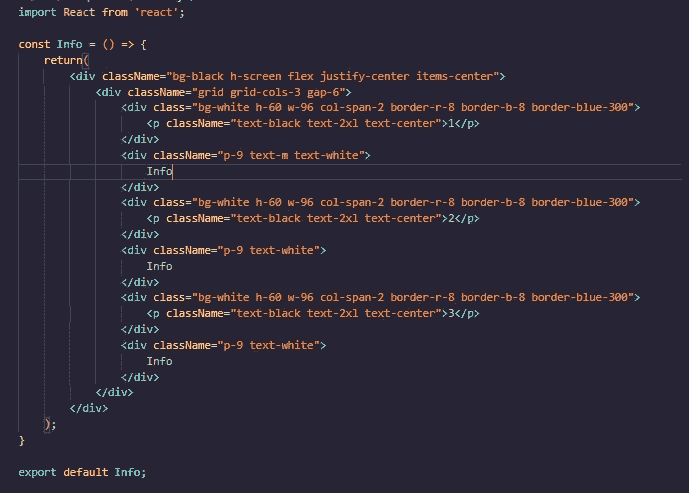 import React from 'react';
const Info = () => {
return(
<div className="bg-black h-screen flex justify-center items-center">
<div className="grid grid-cols-3 gap-6">
<div class="bg-white h-60 w-96 col-span-2 border-r-8 border-b-8 border-blue-300">
<p className="text-black text-2xl text-center">1</p>
</div>
<div className="p-9 text-m text-white">
Info
</div>
<div class="bg-white h-60 w-96 col-span-2 border-r-8 border-b-8 border-blue-300">
<p className="text-black text-2xl text-center">2</p>
</div>
<div className="p-9 text-white">
Info
</div>
<div class="bg-white h-60 w-96 col-span-2 border-r-8 border-b-8 border-blue-300">
<p className="text-black text-2xl text-center">3</p>
</div>
<div className="p-9 text-white">
Info
</div>
</div>
</div>
);
}
export default Info;